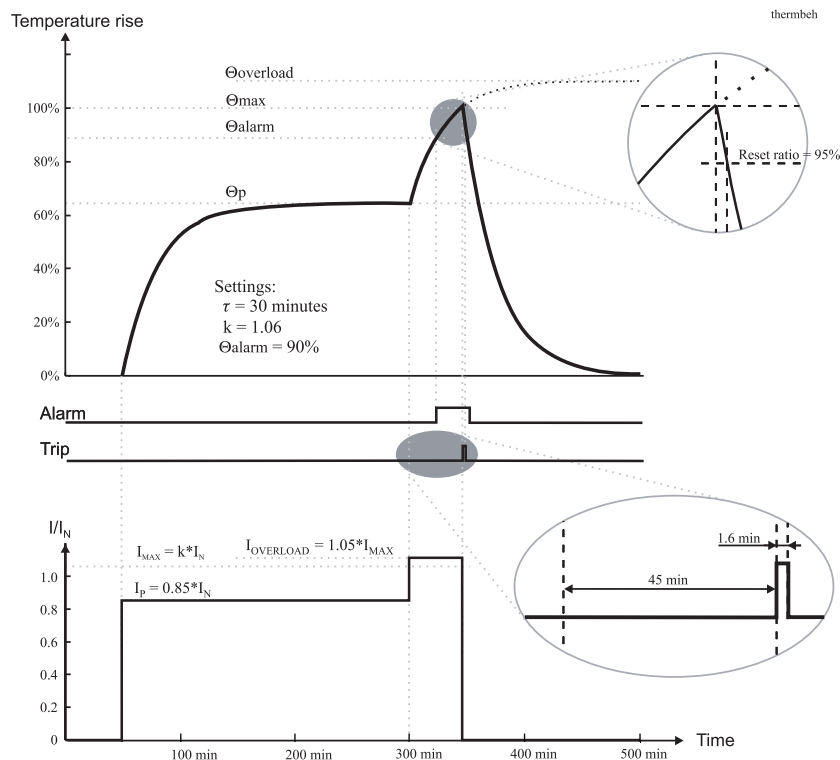 thermbeh
Temperature rise
Θoverload
Θmax
100%
Θalarm
80%
Reset ratio = 95%
Θp
60%
40%
Settings:
τ = 30 minutes
k = 1.06
Θalarm = 90%
20%
0%
Alarm
Trip
I/IN
IMAX = k*IN
IOVERLOAD = 1.05*IMAX
IP = 0.85*IN
1.6 min
45 min
1.0
0.8
0.6
0.4
0.2
0
100 min
200 min
300 min
400 min
500 min
Time